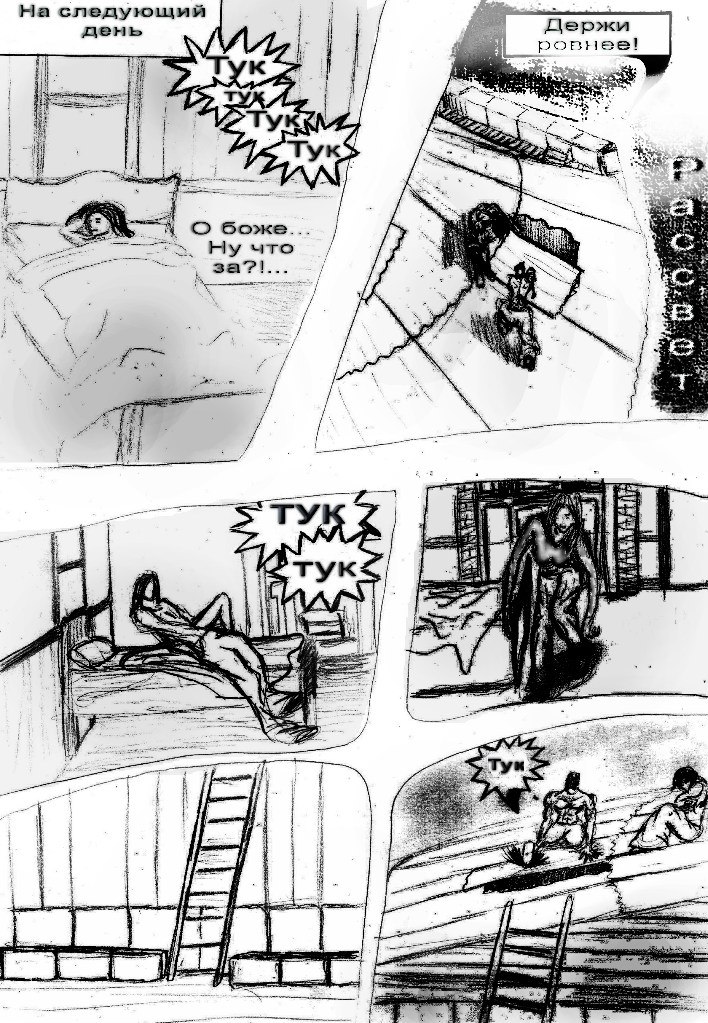 На следующий
день
Тук
тук
Тук
Тук
О боже...
Ну что
за?!...
Держи
ровнее!
Рассвет
ТУК
тук
Тук